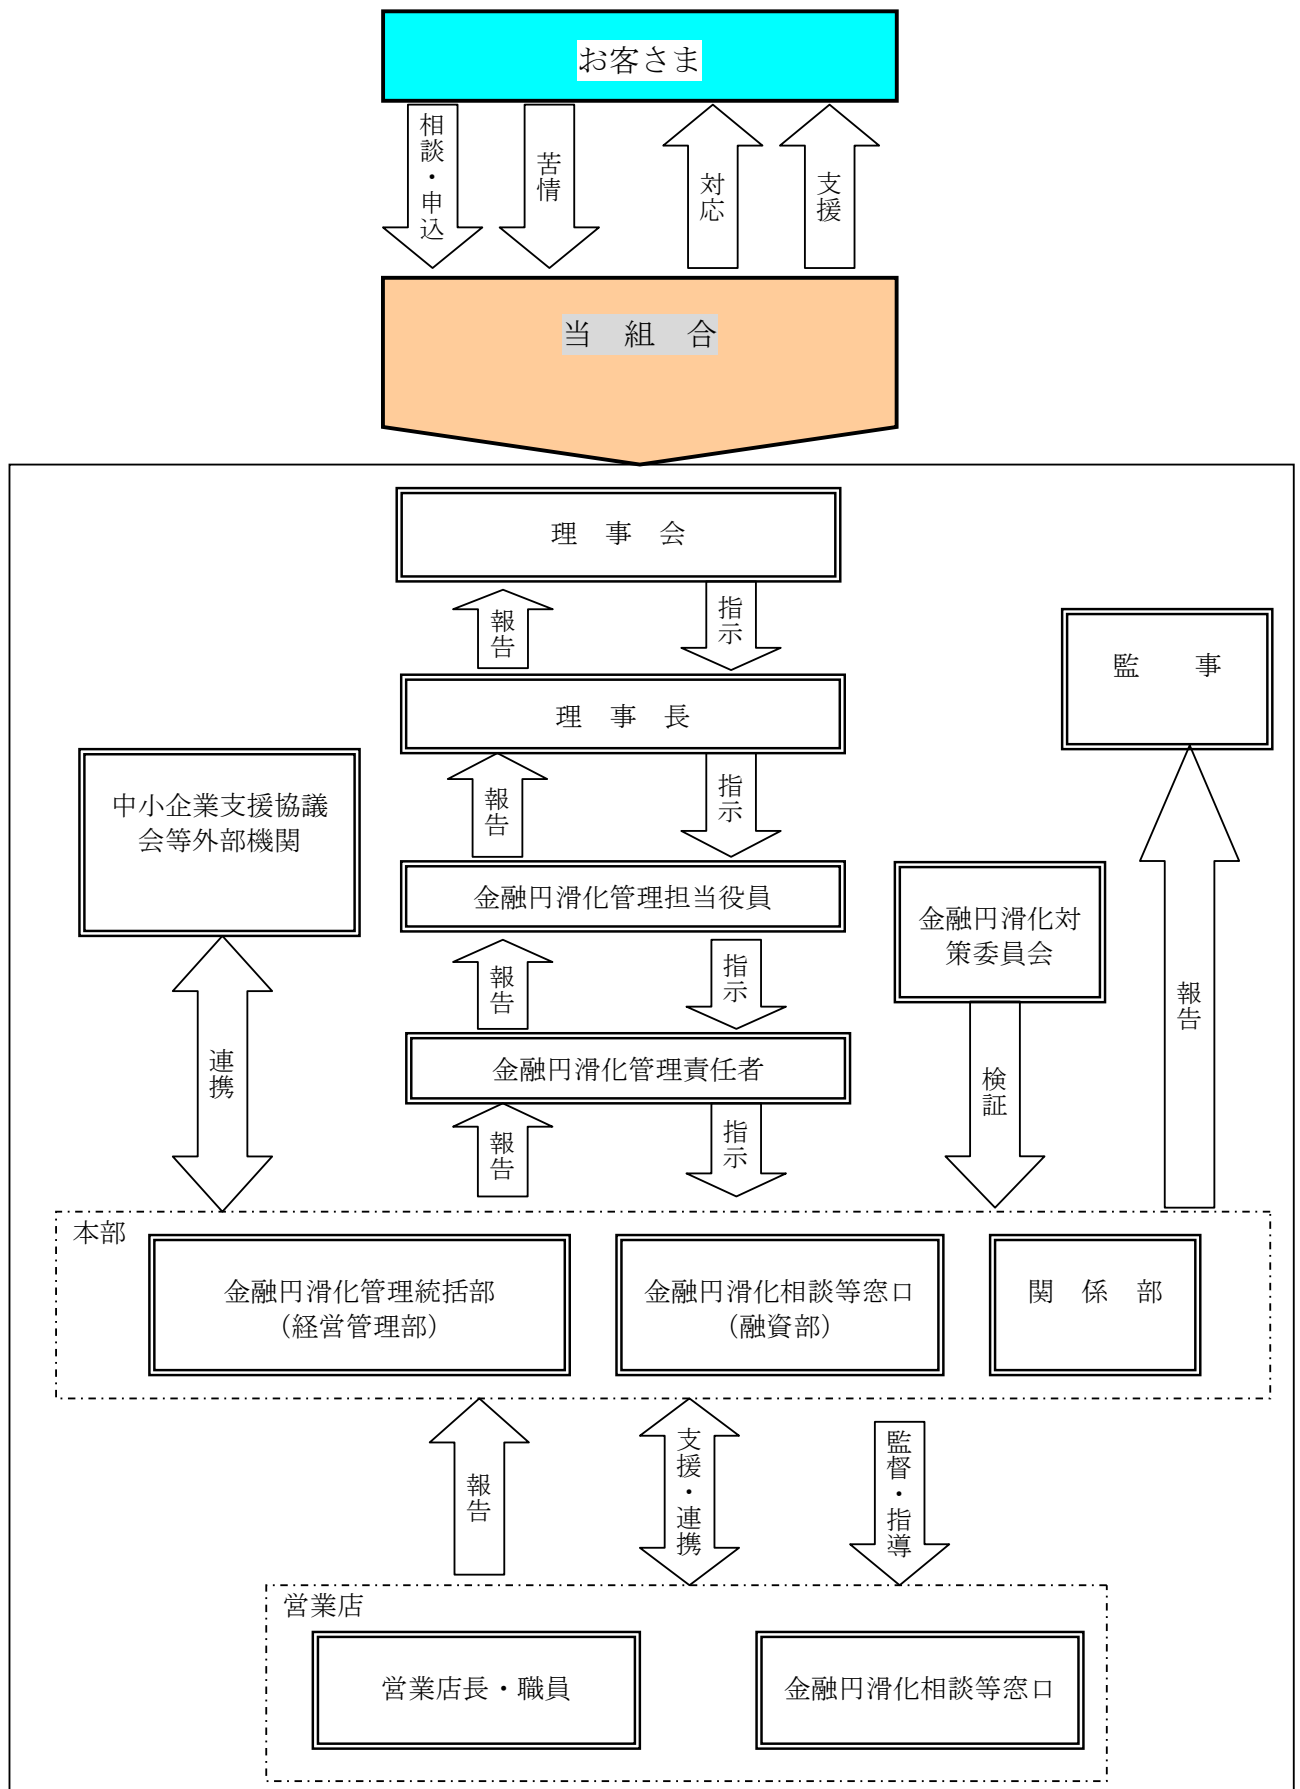 お客さま
相談・申込
苦情
対応
支援
当　組　合
理　事　会
報告
指示
監　　事
理　事　長
報告
指示
中小企業支援協議
会等外部機関
金融円滑化管理担当役員
金融円滑化対
策委員会
報告
指示
報告
連携
金融円滑化管理責任者
検証
報告
指示
本部
金融円滑化管理統括部
（経営管理部）
金融円滑化相談等窓口
（融資部）
関　係　部
報告
支援・連携
監督・指導
営業店
営業店長・職員
金融円滑化相談等窓口